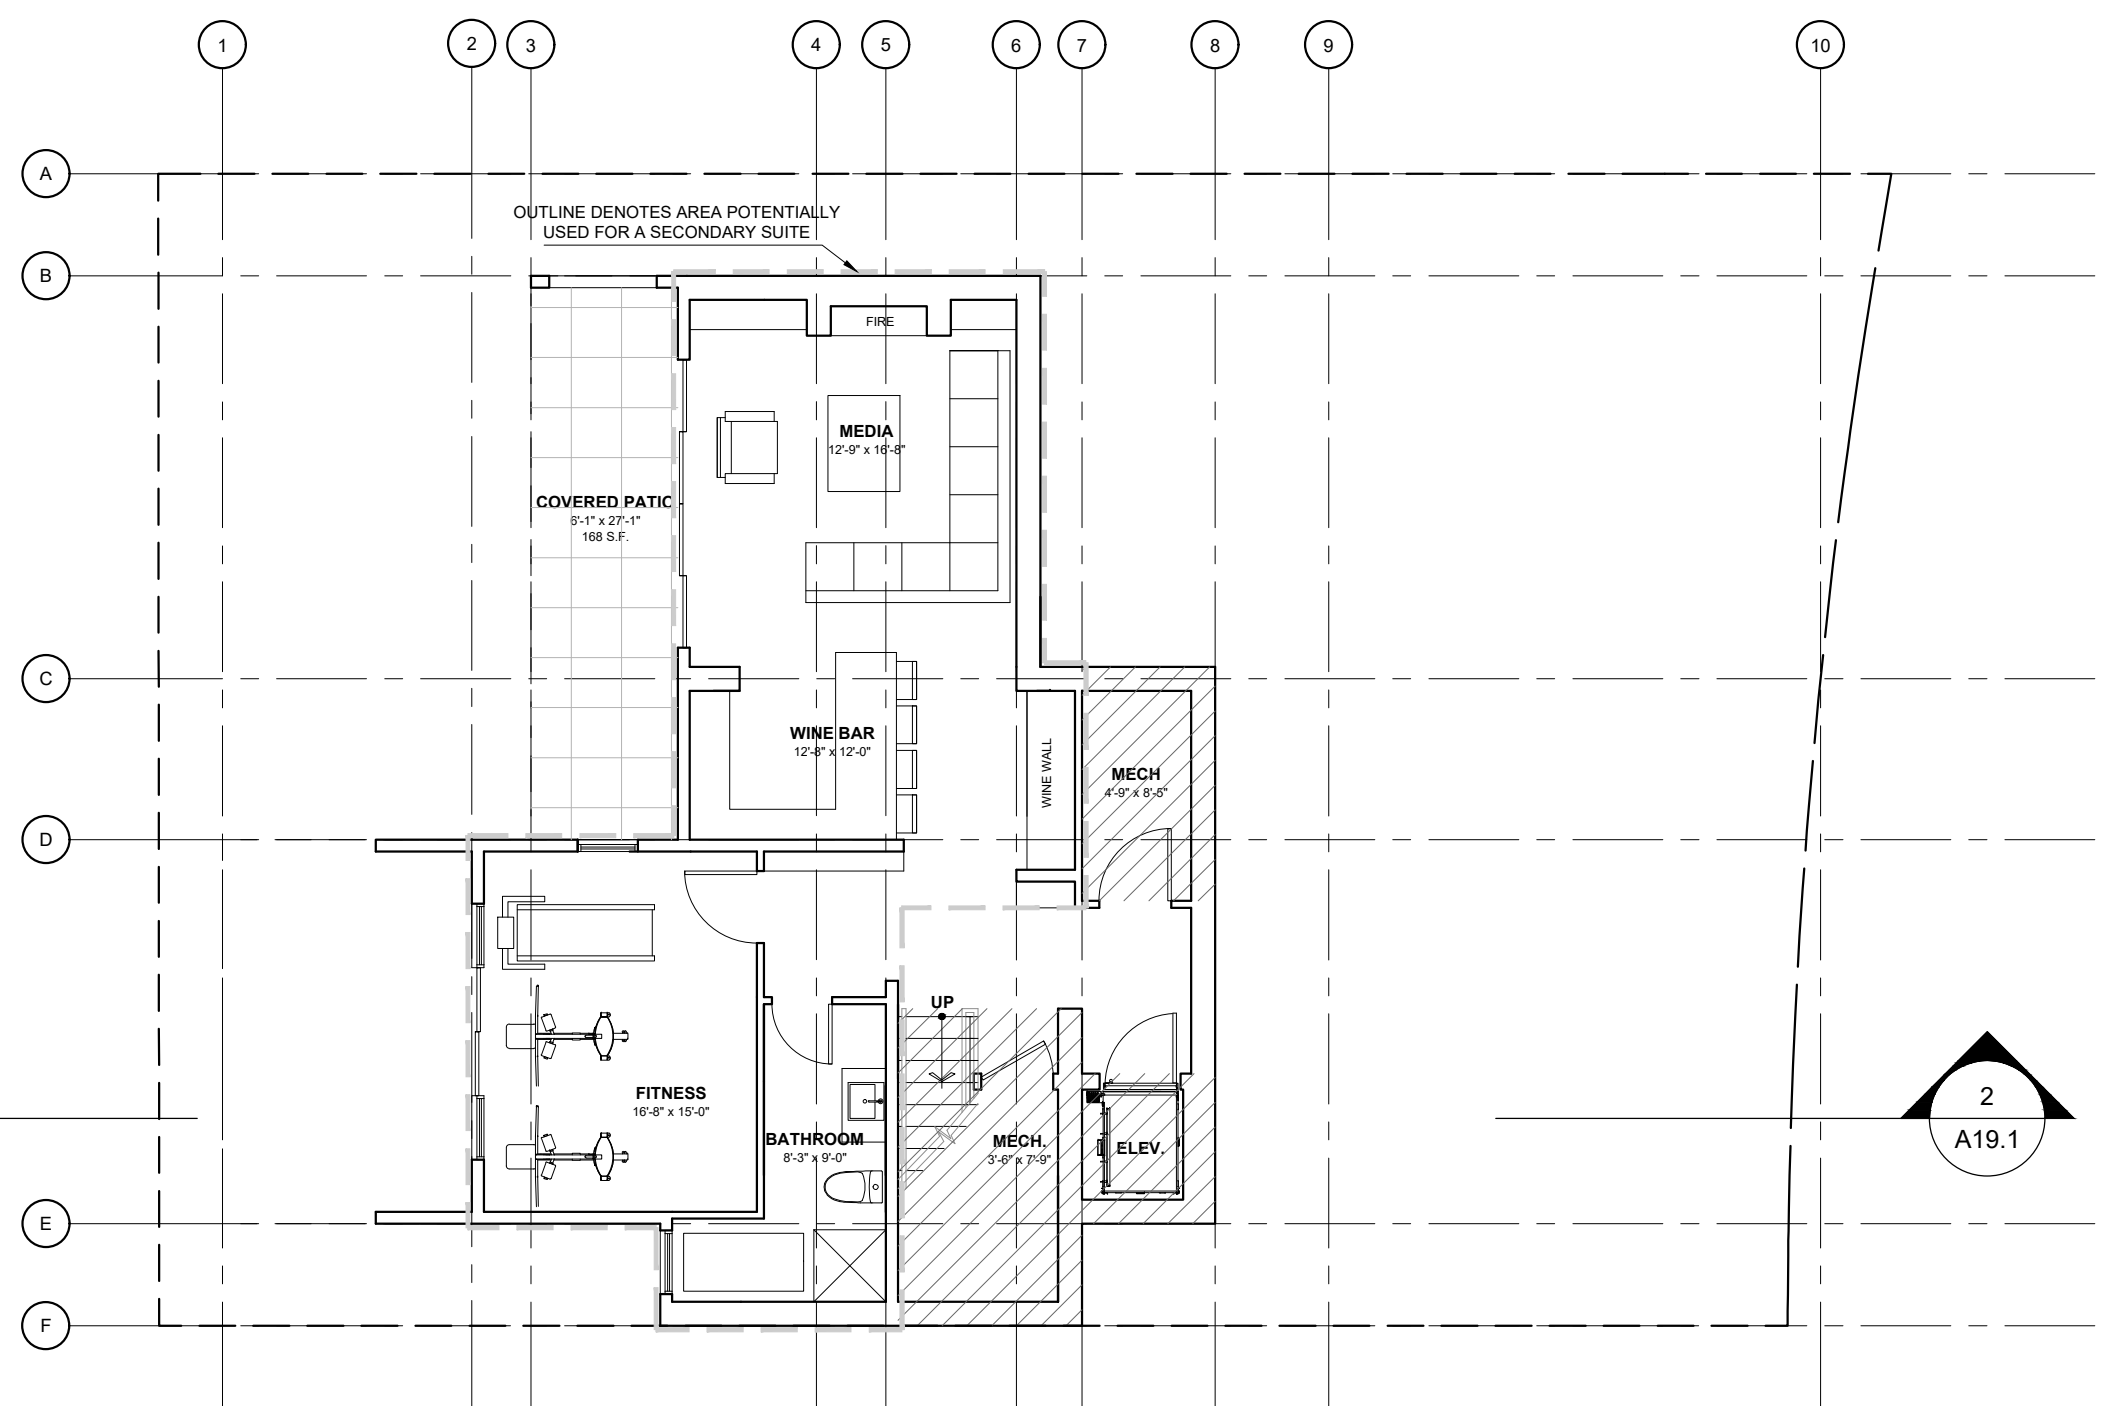 1
2
3
4
5
6
7
8
9
10
A
B
C
D
E
F
OUTLINE DENOTES AREA POTENTIALLY
USED FOR A SECONDARY SUITE
FIRE
MEDIA
12'-9" x 16'-8"
COVERED PATIO
6'-1" x 27'-1"
168 S.F.
WINE BAR
12'-8" x 12'-0"
WINE WALL
MECH
4'-9" x 8'-5"
UP
FITNESS
16'-8" x 15'-0"
BATHROOM
8'-3" x 9'-0"
MECH.
3'-6" x 7'-9"
ELEV.
2
A19.1